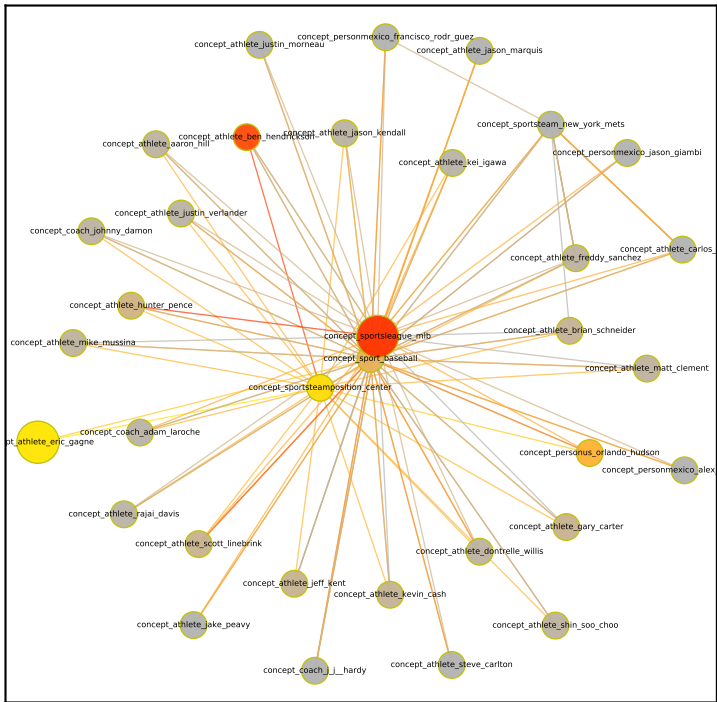 concept_athlete_justin_morneau
concept_personmexico_francisco_rodr_guez
concept_athlete_jason_marquis
concept_sportsteam_new_york_mets
concept_athlete_ben_hendrickson
concept_athlete_jason_kendall
concept_athlete_aaron_hill
concept_personmexico_jason_giambi
concept_athlete_kei_igawa
concept_athlete_justin_verlander
concept_coach_johnny_damon
concept_athlete_carlos_
concept_athlete_freddy_sanchez
concept_athlete_hunter_pence
concept_athlete_brian_schneider
concept_sportsleague_mlb
concept_athlete_mike_mussina
concept_sport_baseball
concept_athlete_matt_clement
concept_sportsteamposition_center
concept_coach_adam_laroche
pt_athlete_eric_gagne
concept_personus_orlando_hudson
concept_personmexico_alex_
concept_athlete_rajai_davis
concept_athlete_gary_carter
concept_athlete_scott_linebrink
concept_athlete_dontrelle_willis
concept_athlete_jeff_kent
concept_athlete_kevin_cash
concept_athlete_jake_peavy
concept_athlete_shin_soo_choo
concept_athlete_steve_carlton
concept_coach_j_j__hardy